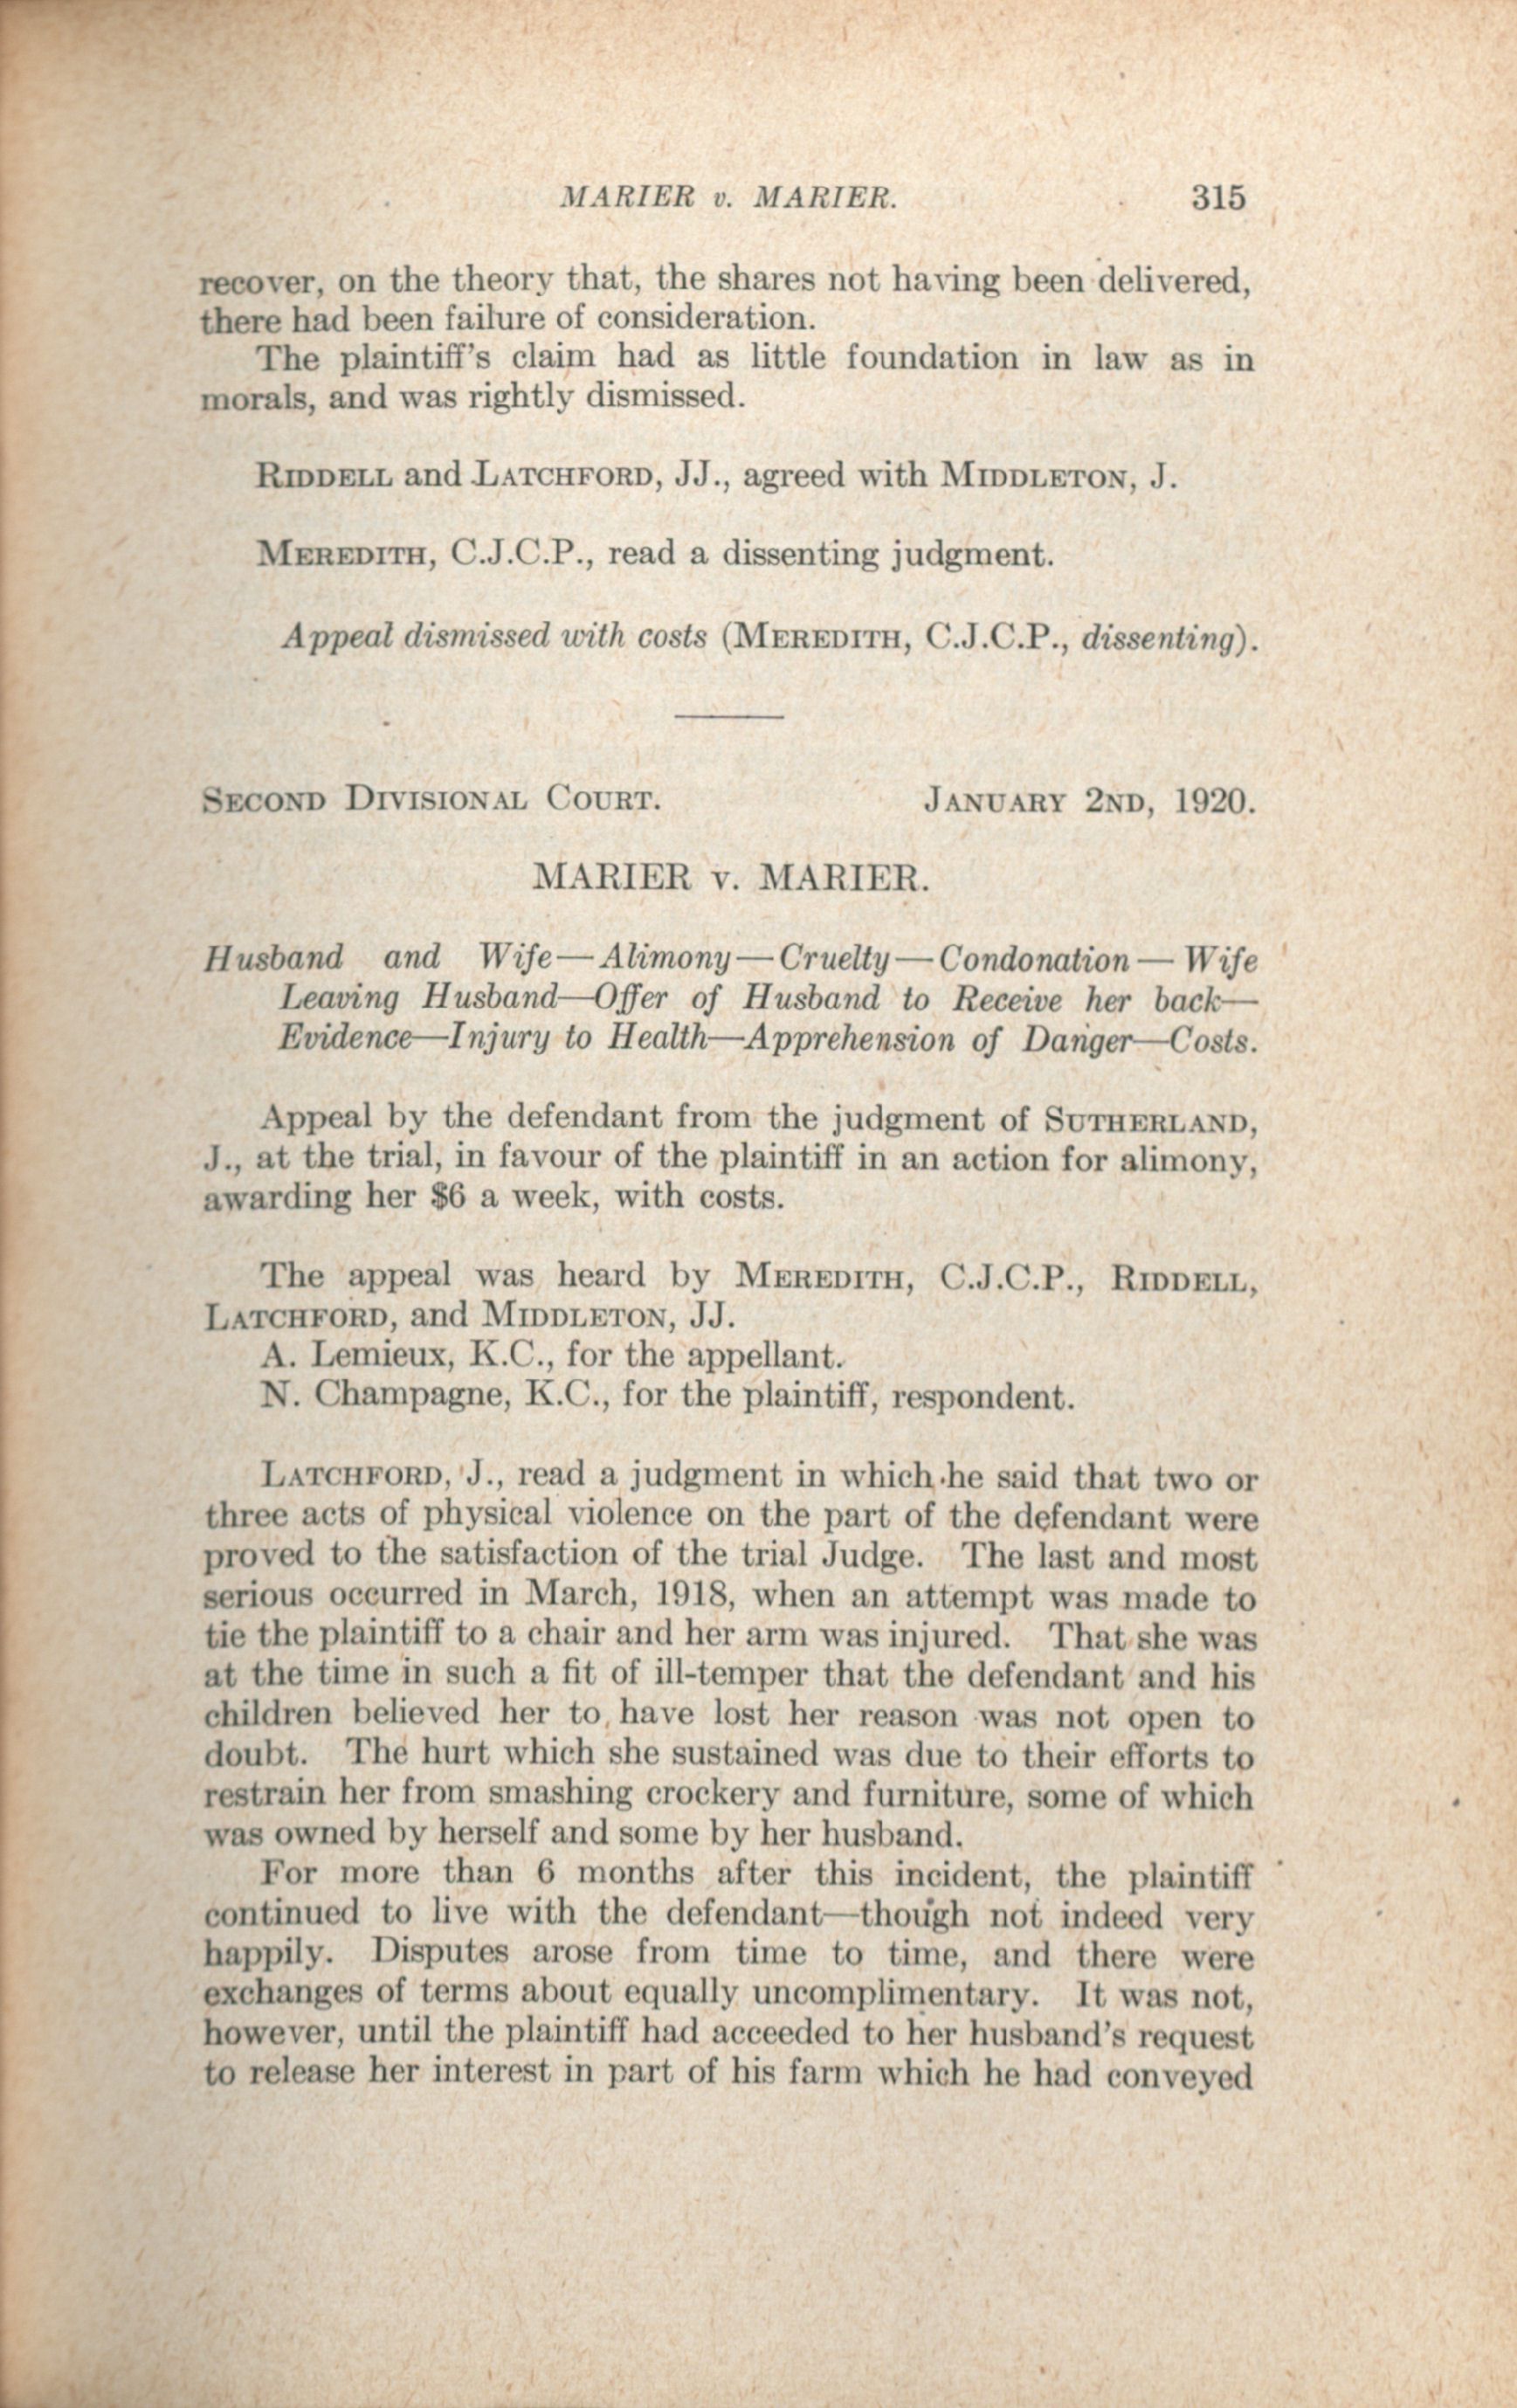 MARIER v. MARIER. 315
recover, on the theory that, the shares not having been delivered,
there had been failure of consideration.
The plaintiff's claim had as little foundation in law as in
morals, and was rightly dismissed.
RIDDELL and LATCHFORD, JJ., agreed with MIDDLETON, J.
MEREDITH, C.J.C.P., read a dissenting judgment.
Appeal dismissed with costs (MEREDITH, C.J.C.P., dissenting).
SECOND DIVISIONAL COURT. JANUARY 2ND, 1920.
MARIER v. MARIER.
Husband and Wife—Alimony—Cruelty—Condonation—Wife
Leaving Husband—Offer of Husband to Receive her back—
Evidence—Injury to Health—Apprehension of Danger—Costs.
Appeal by the defendant from the judgment of SUTHERLAND,
J., at the trial, in favour of the plaintiff in an action for alimony,
awarding her $6 a week, with costs.
The appeal was heard by MEREDITH, C.J.C.P., RIDDELL,
LATCHFORD, and MIDDLETON, JJ.
A. Lemieux, K.C., for the appellant.
N. Champagne, K.C., for the plaintiff, respondent.
LATCHFORD, J., read a judgment in which he said that two or
three acts of physical violence on the part of the defendant were
proved to the satisfaction of the trial Judge. The last and most
serious occurred in March, 1918, when an attempt was made to
tie the plaintiff to a chair and her arm was injured. That she was
at the time in such a fit of ill-temper that the defendant and his
children believed her to have lost her reason was not open to
doubt. The hurt which she sustained was due to their efforts to
restrain her from smashing crockery and furniture, some of which
was owned by herself and some by her husband.
For more than 6 months after this incident, the plaintiff
continued to live with the defendant—though not indeed very
happily. Disputes arose from time to time, and there were
exchanges of terms about equally uncomplimentary. It was not,
however, until the plaintiff had acceeded to her husband's request
to release her interest in part of his farm which he had conveyed